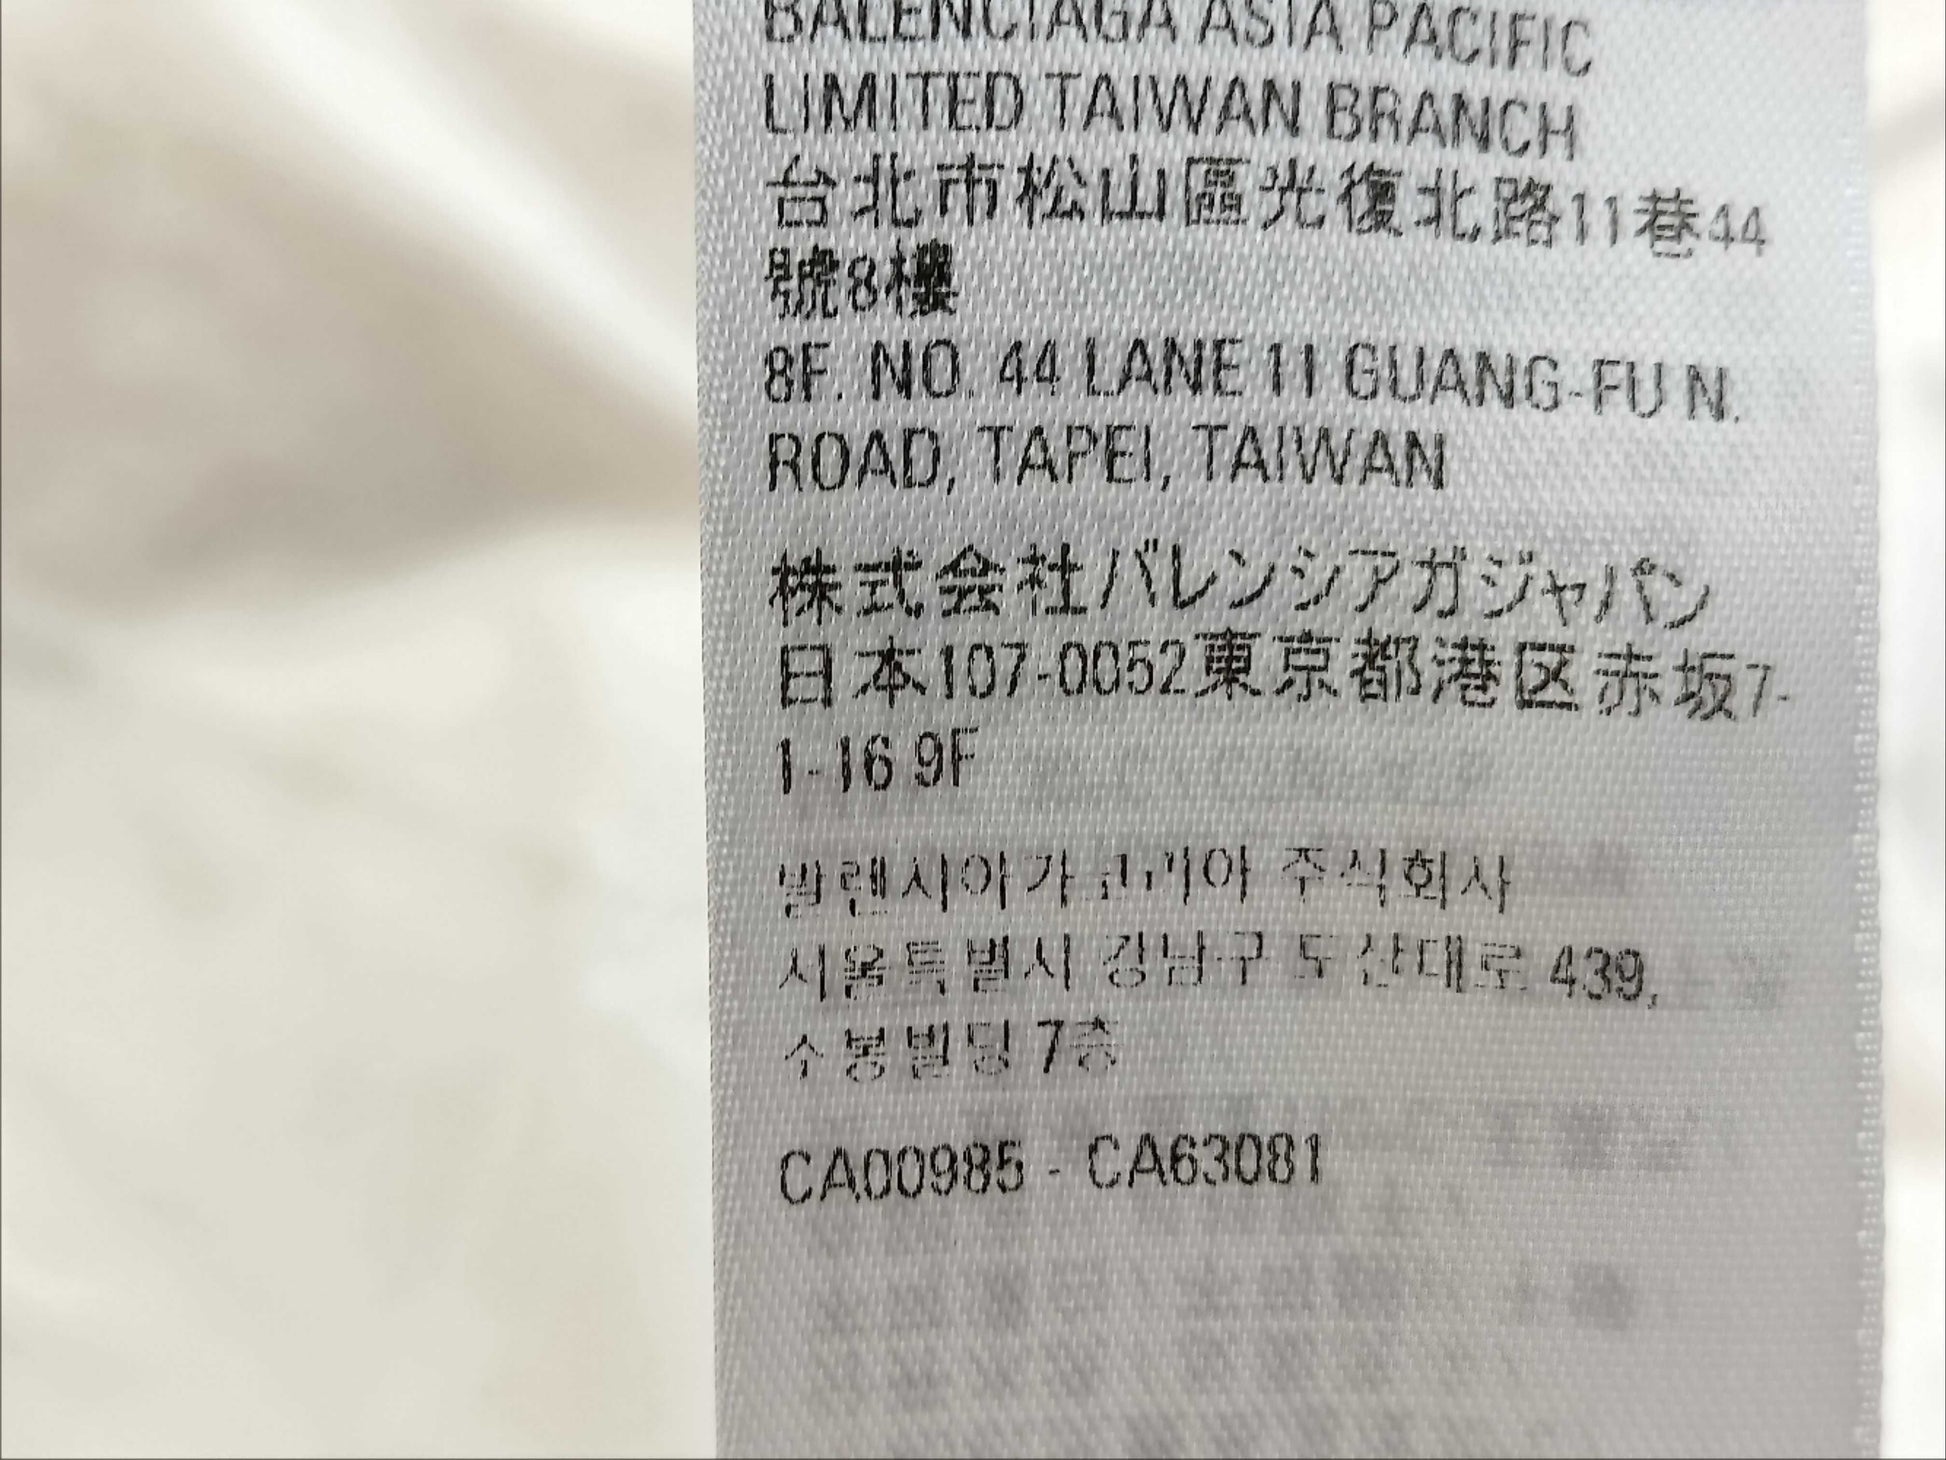 BALENCIAGA ASIA PACIFIC
LIMITED TAIWAN BRANCH
台北市松山區光復北路11巷44
號8樓
8F. NO. 44 LANE 11 GUANG-FU N.
ROAD, TAPEI, TAIWAN
株式会社バレンシアガジャパン
日本107-0052東京都港区赤坂7-
1-16 9F
발렌시아가 코리아 주식회사
서울특별시 강남구 도산대로 439,
소봉빌딩 7층
CA00985 - CA63081